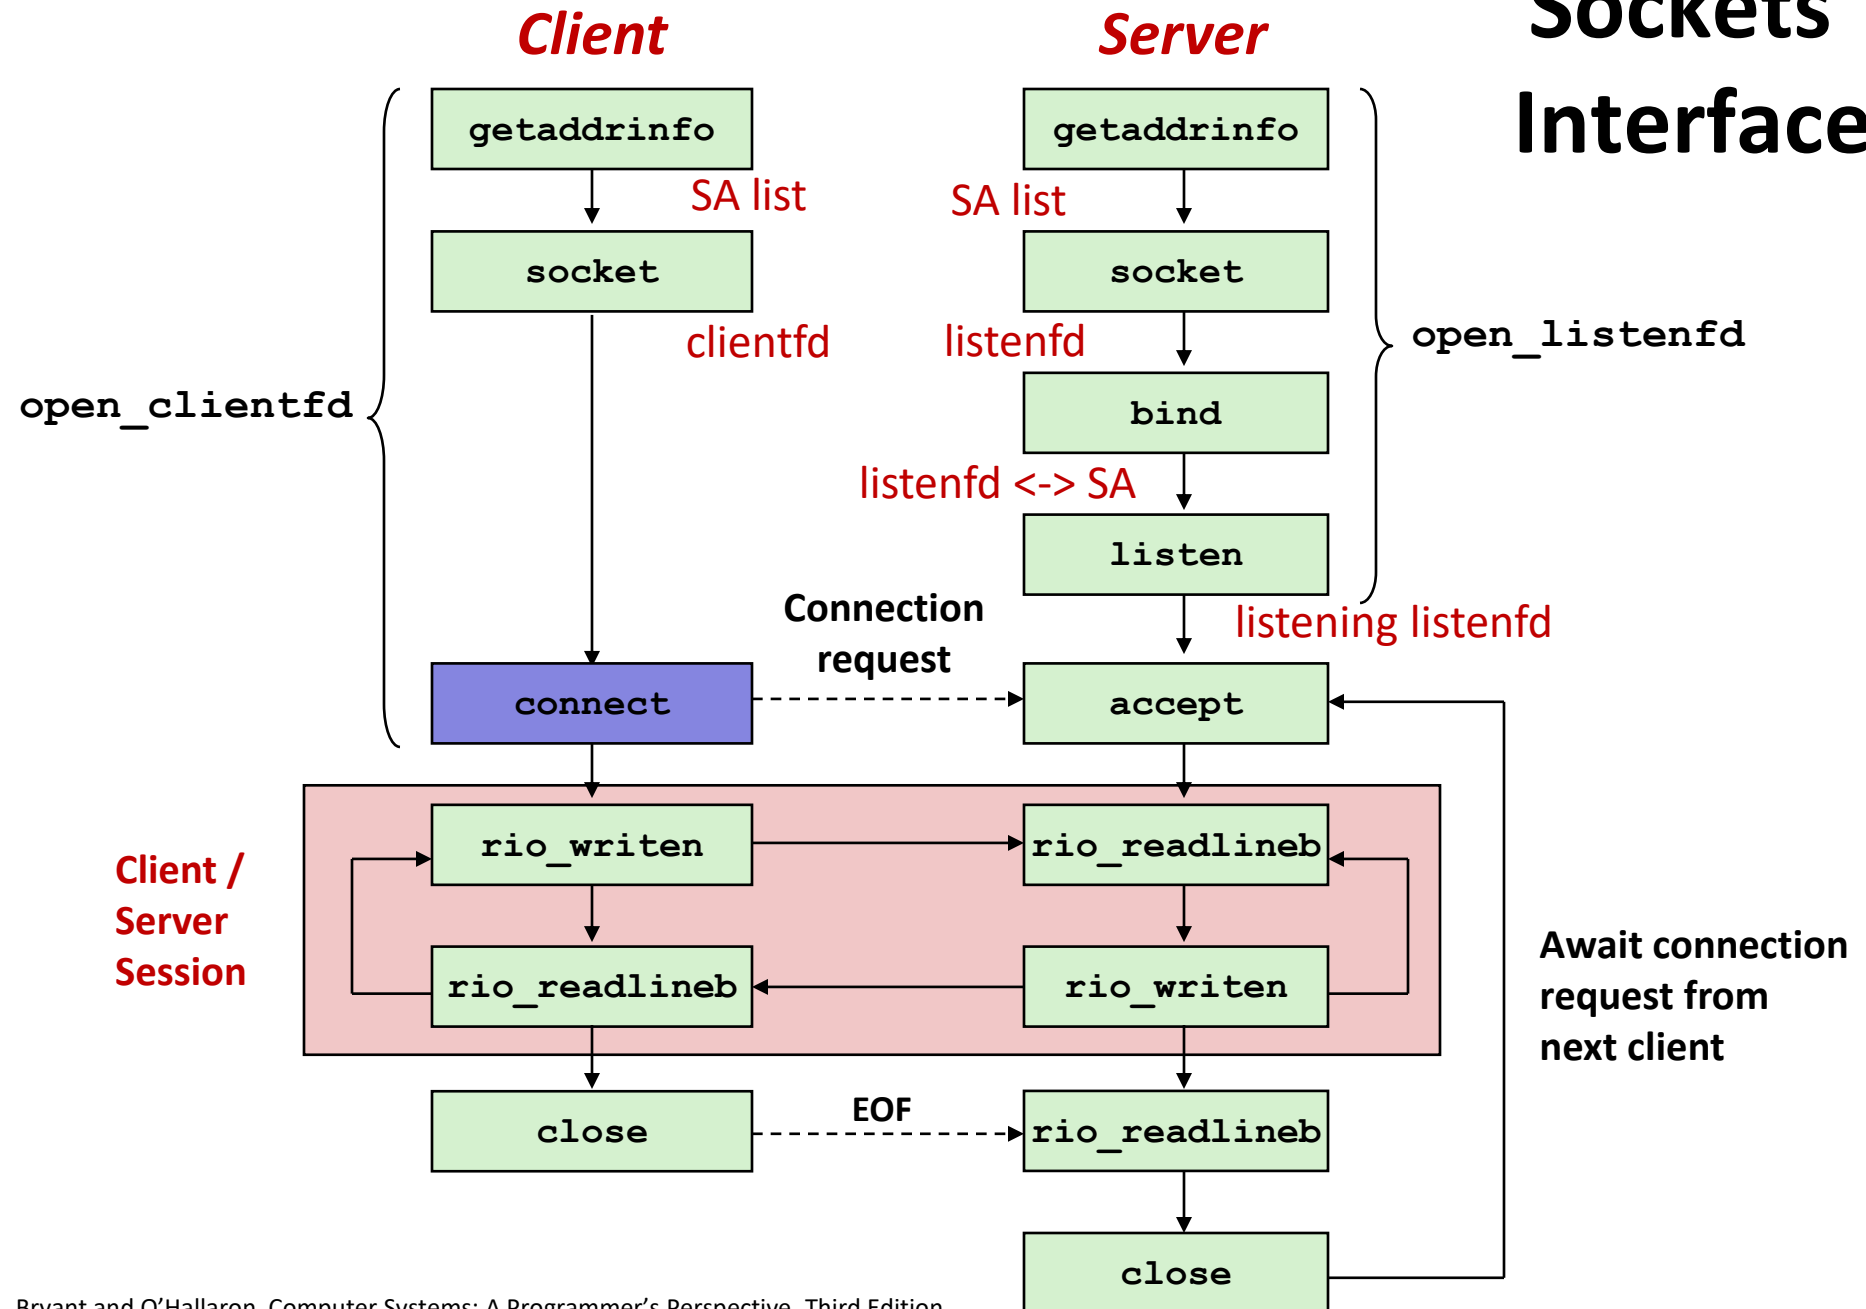 Sockets
Interface
Client
Server
getaddrinfo
getaddrinfo
SA list
SA list
socket
socket
clientfd
listenfd
open_listenfd
open_clientfd
bind
listenfd <-> SA
listen
Connection
request
listening listenfd
connect
accept
Client /
Server
Session
rio_writen
rio_readlineb
rio_readlineb
rio_writen
Await connection
request from
next client
close
EOF
rio_readlineb
close
Bryant and O'Hallaron, Computer Systems: A Programmer's Perspective, Third Edition